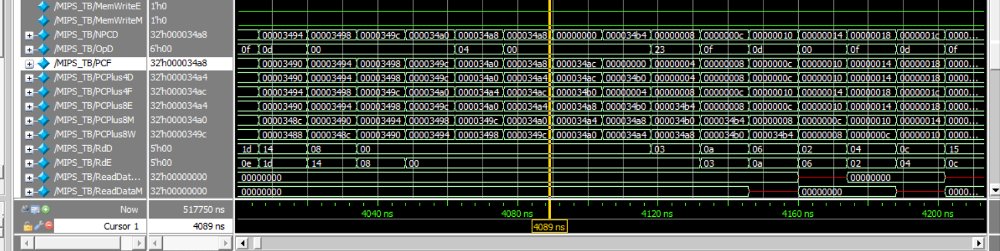 /MIPS_TB/MemWriteE 1'h0
/MIPS_TB/MemWriteM 1'h0
/MIPS_TB/NPCD 32'h000034a8 00003494 00003498 0000349c 000034a0 000034a8 000034a8 00000000 000034b4 00000008 0000000c 00000010 00000014 00000018 0000001c 0000...
/MIPS_TB/OpD 6'h00 0f 0d 00 04 00 23 0f 0d 00 0f 0d 0f
/MIPS_TB/PCF 32'h000034a8 00003490 00003494 00003498 0000349c 000034a0 000034a8 000034ac 00000000 00000004 00000008 0000000c 00000010 00000014 00000018 0000...
/MIPS_TB/PCPlus4D 32'h000034a4 00003490 00003494 00003498 0000349c 000034a0 000034a4 000034ac 000034b0 00000004 00000008 0000000c 00000010 00000014 00000018 0000...
/MIPS_TB/PCPlus4F 32'h000034ac 00003494 00003498 0000349c 000034a0 000034a4 000034ac 000034b0 00000004 00000008 0000000c 00000010 00000014 00000018 0000001c 0000...
/MIPS_TB/PCPlus8E 32'h000034a4 00003490 00003494 00003498 0000349c 000034a0 000034a4 000034a8 000034b0 000034b4 00000008 0000000c 00000010 00000014 00000018 0000...
/MIPS_TB/PCPlus8M 32'h000034a0 0000348c 00003490 00003494 00003498 0000349c 000034a0 000034a4 000034a8 000034b0 000034b4 00000008 0000000c 00000010 00000014 0000...
/MIPS_TB/PCPlus8W 32'h0000349c 00003488 0000348c 00003490 00003494 00003498 0000349c 000034a0 000034a4 000034a8 000034b0 000034b4 00000008 0000000c 00000010 0000...
/MIPS_TB/RdD 5'h00 1d 14 08 00 03 0a 06 02 04 0c 15
/MIPS_TB/RdE 5'h00 0e 1d 14 08 00 03 0a 06 02 04 0c
/MIPS_TB/ReadDat... 32'h00000000 00000000 00000000
/MIPS_TB/ReadDataM 32'h00000000 00000000 00000000 0000...
Now 517750 ns 4040 ns 4080 ns 4120 ns 4160 ns 4200 ns
Cursor 1 4089 ns 4089 ns